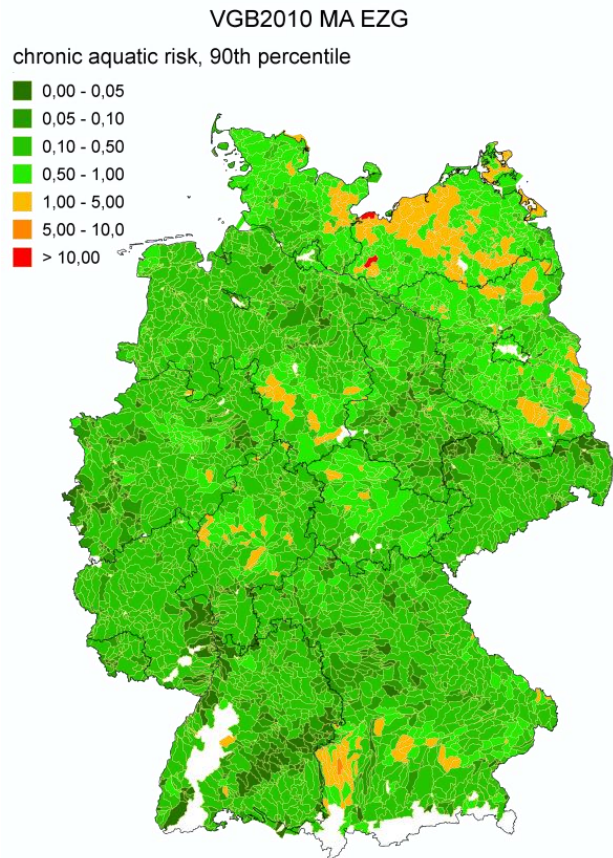 VGB2010 MA EZG
chronic aquatic risk, 90th percentile
0,00 - 0,05
0,05 - 0,10
0,10 - 0,50
0,50 - 1,00
1,00 - 5,00
5,00 - 10,0
> 10,00